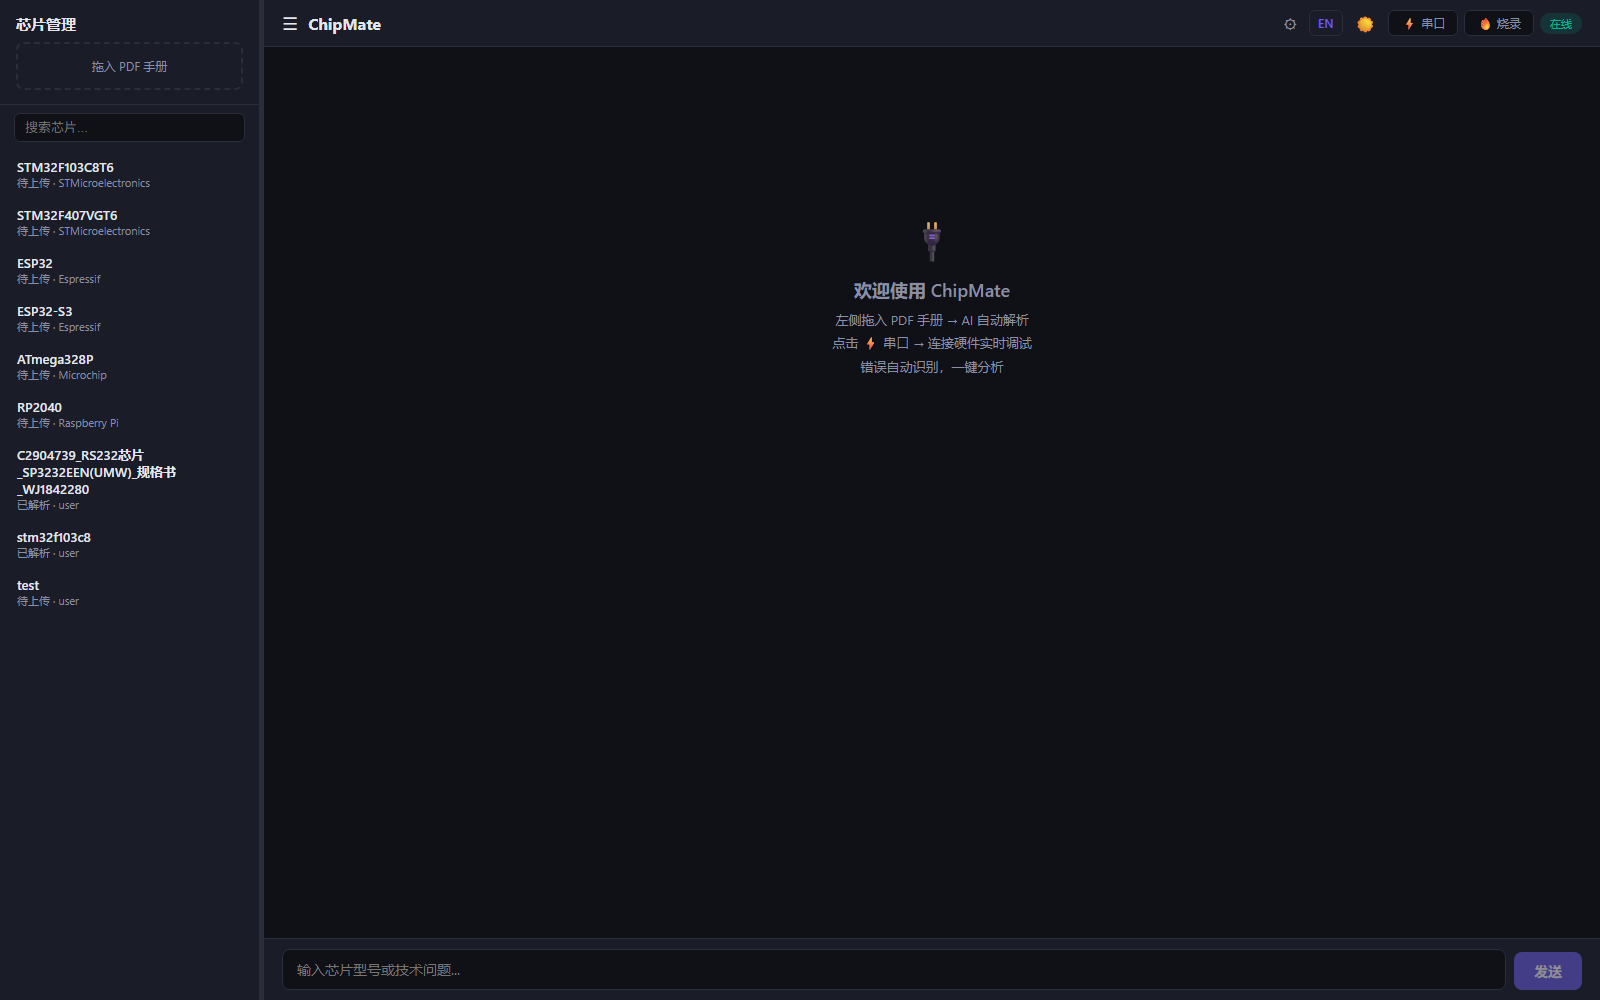 芯片管理
拖入 PDF 手册
搜索芯片...
STM32F103C8T6
待上传 · STMicroelectronics
STM32F407VGT6
待上传 · STMicroelectronics
ESP32
待上传 · Espressif
ESP32-S3
待上传 · Espressif
ATmega328P
待上传 · Microchip
RP2040
待上传 · Raspberry Pi
C2904739_RS232芯片
_SP3232EEN(UMW)_规格书
_WJ1842280
已解析 · user
stm32f103c8
已解析 · user
test
待上传 · user
☰ ChipMate
EN
串口
烧录
在线
欢迎使用 ChipMate
左侧拖入 PDF 手册 → AI 自动解析
点击 ⚡ 串口 → 连接硬件实时调试
错误自动识别，一键分析
输入芯片型号或技术问题...
发送